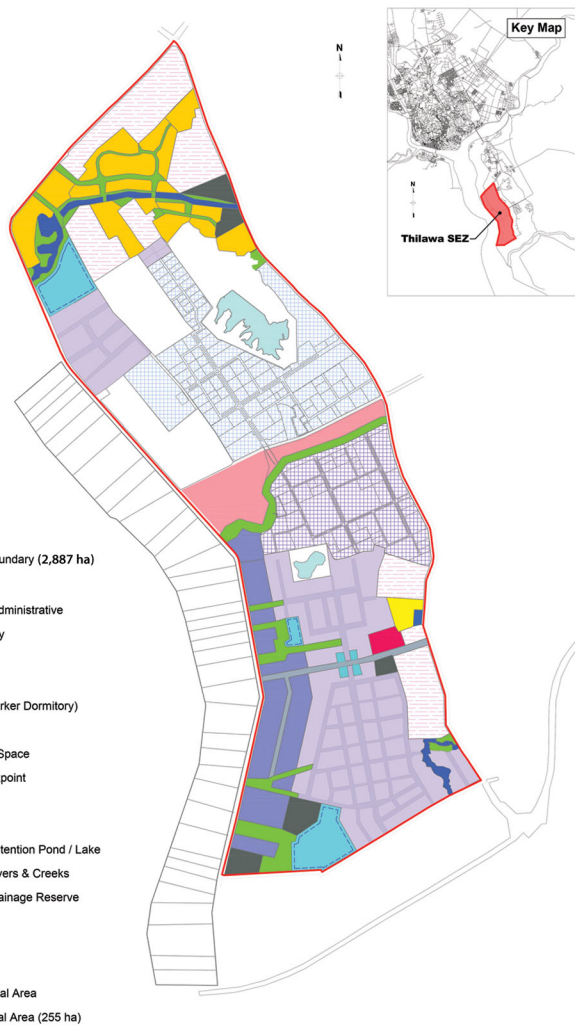 Key Map
N
N
Thilawa SEZ
undary (2,887 ha)
dministrative
y
rker Dormitory)
Space
kpoint
tention Pond / Lake
vers & Creeks
ainage Reserve
al Area
al Area (255 ha)